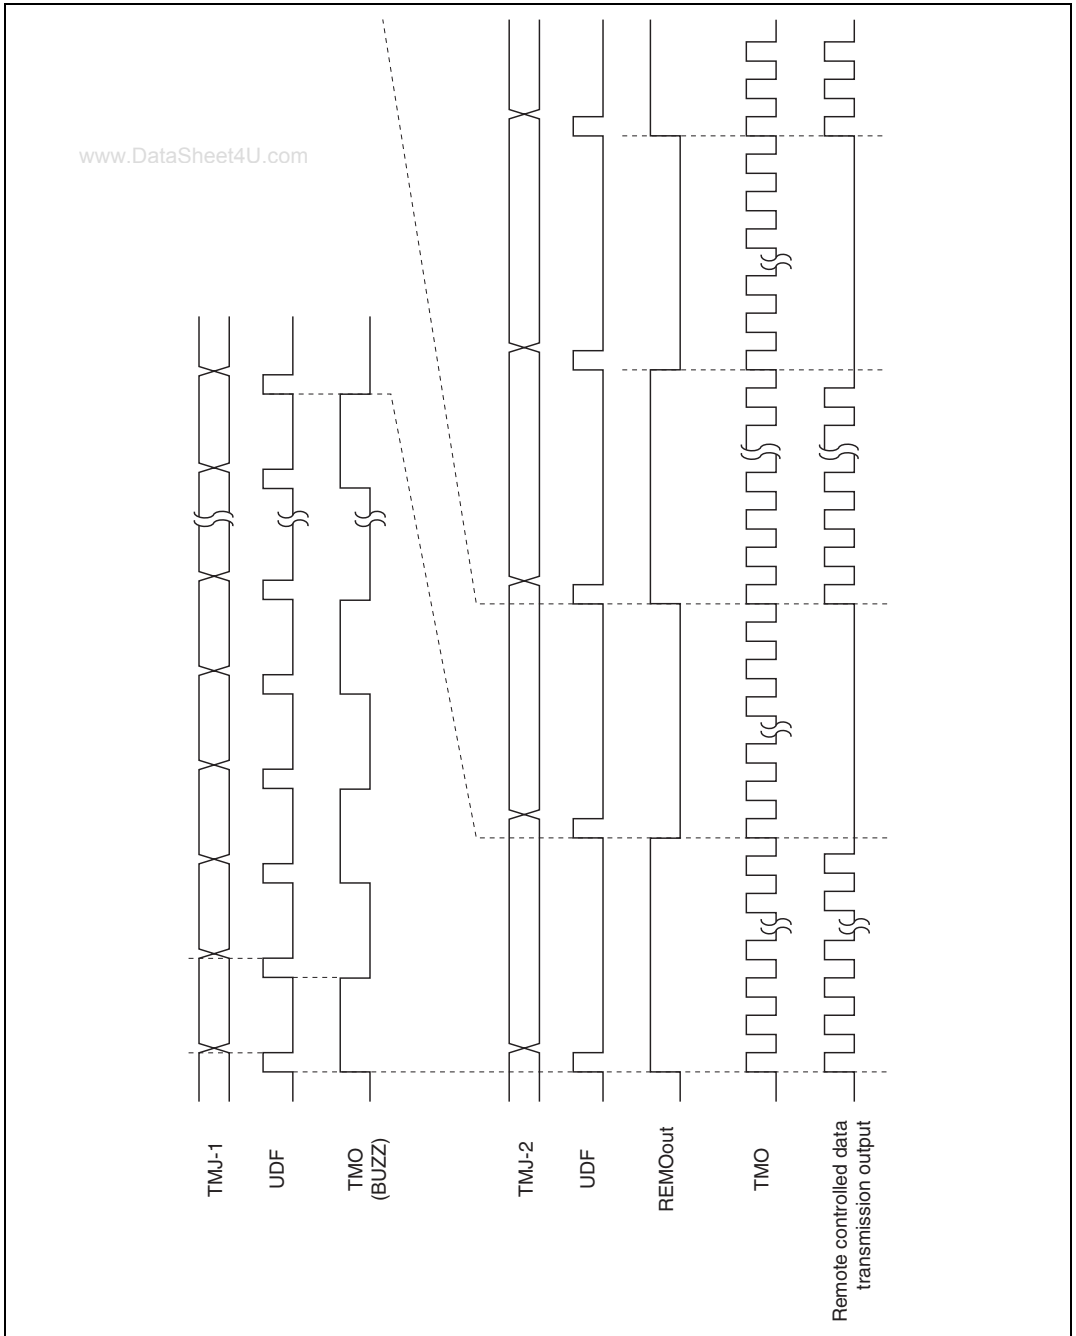 www.DataSheet4U.com
TMJ-1
UDF
TMO
(BUZZ)
TMJ-2
UDF
REMOout
TMO
Remote controlled data
transmission output